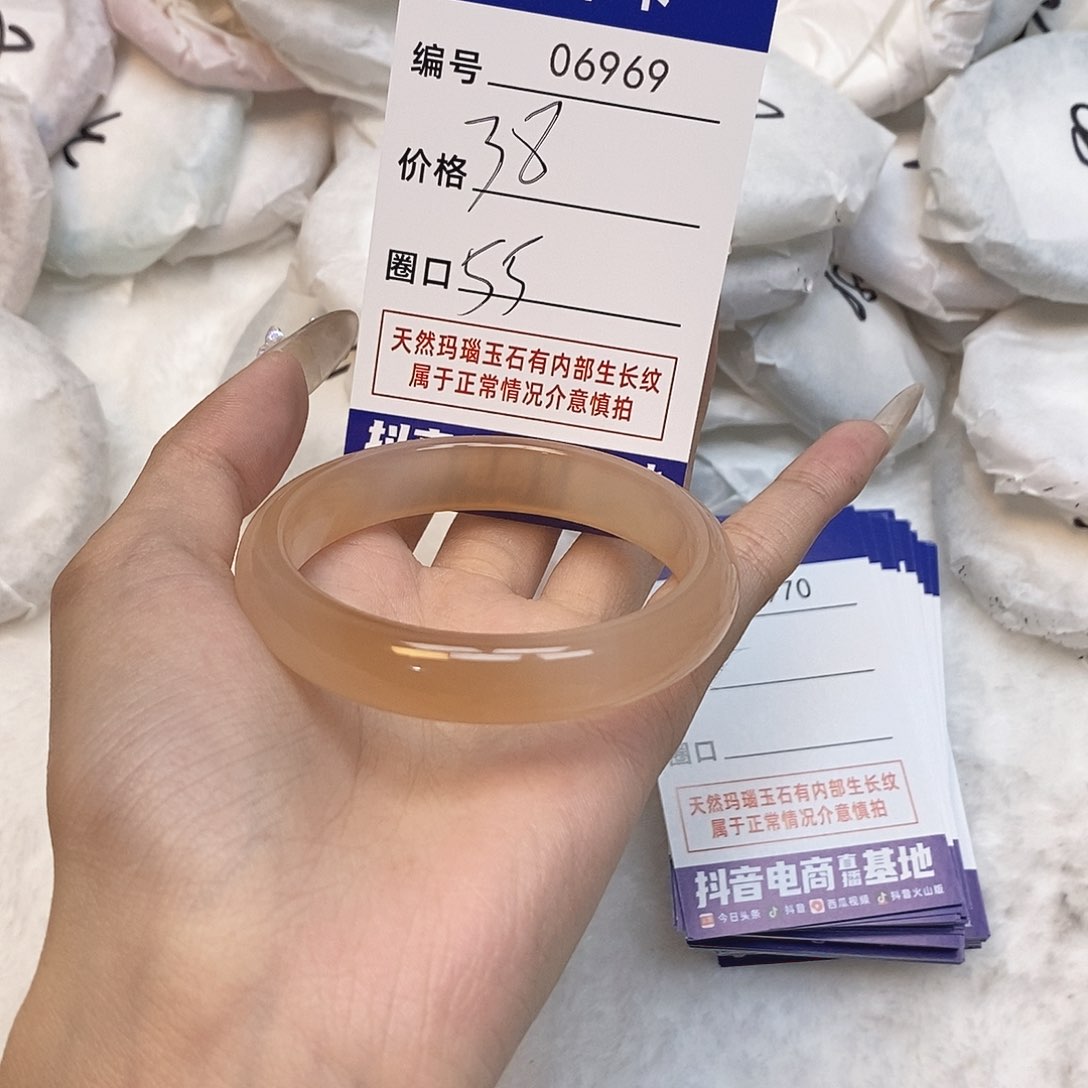 编号 06969
价格 38
圈口 55
天然玛瑙玉石有内部生长纹
属于正常情况介意慎拍
70
圈口
天然玛瑙玉石有内部生长纹
属于正常情况介意慎拍
抖音电商直播基地
今日头条 抖音 西瓜视频 抖音火山版